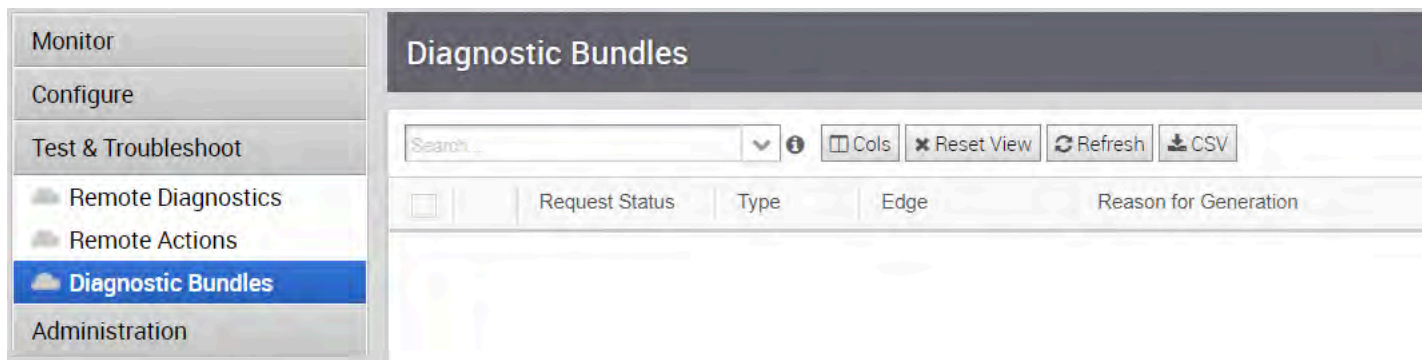 Monitor
Configure
Test & Troubleshoot
Remote Diagnostics
Remote Actions
Diagnostic Bundles
Administration
Diagnostic Bundles
Search...
Cols
Reset View
Refresh
CSV
Request Status
Type
Edge
Reason for Generation